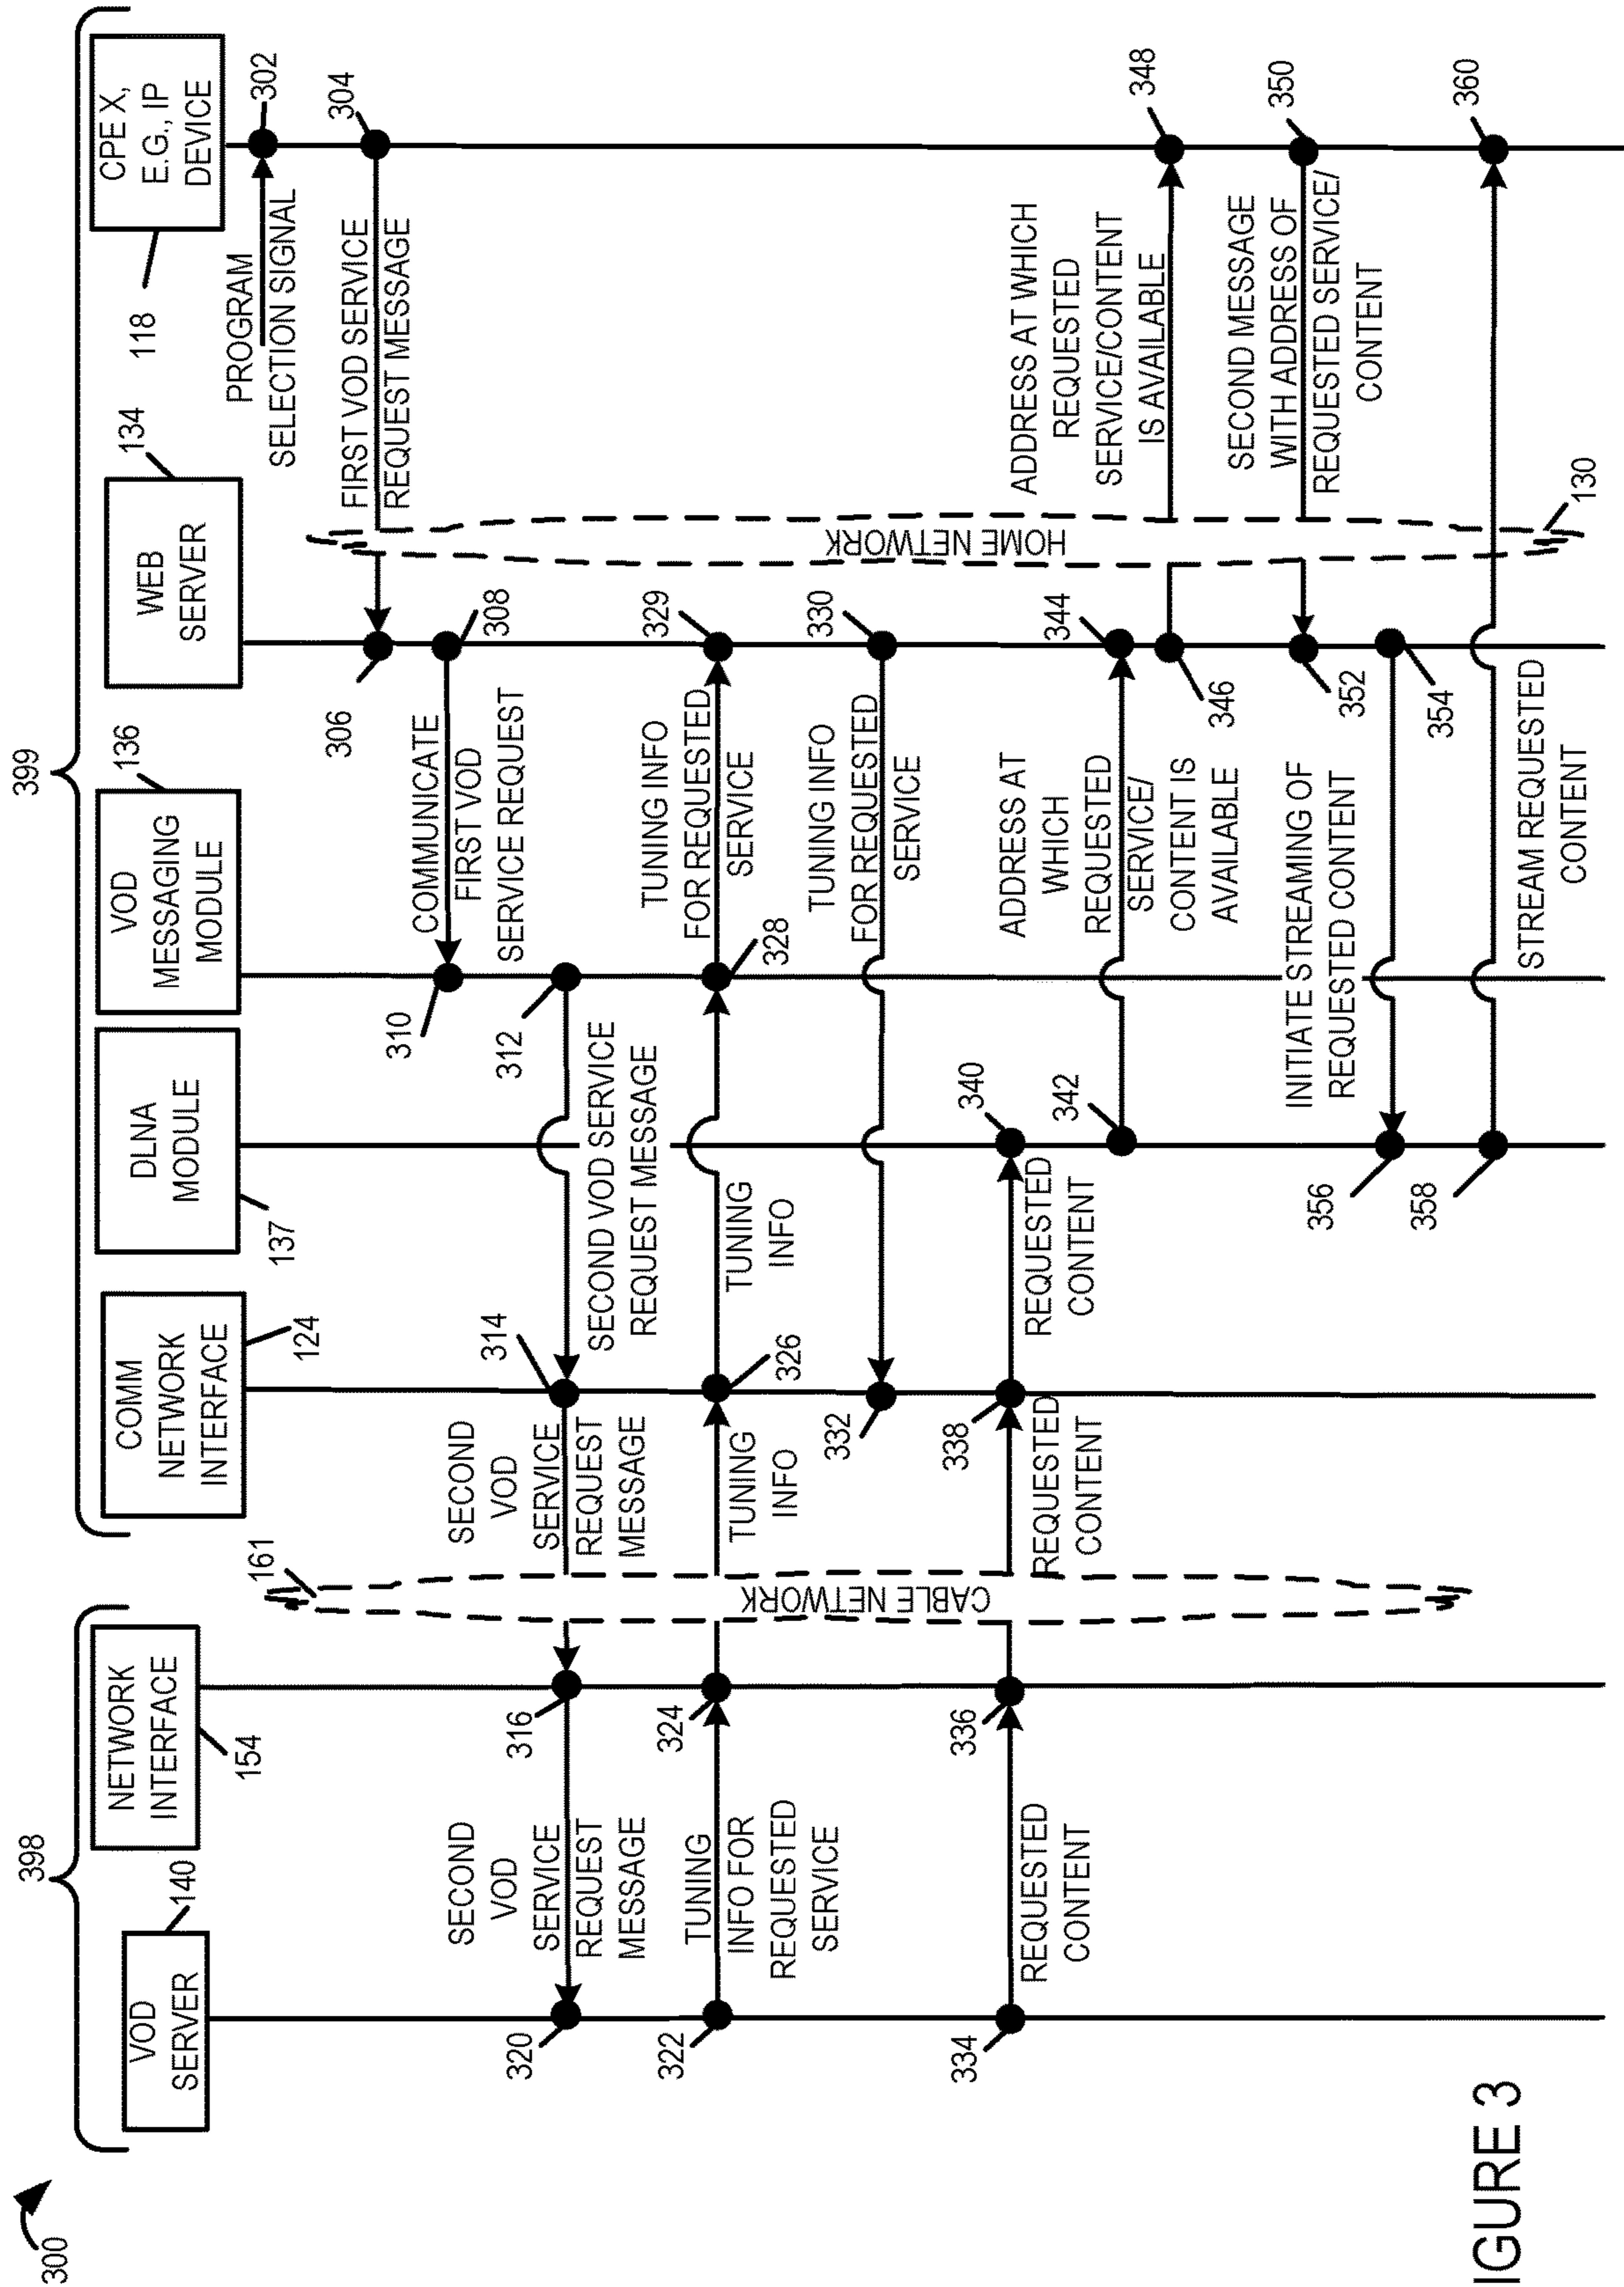 300
398
399
VOD
SERVER
140
NETWORK
INTERFACE
154
161
COMM
NETWORK
INTERFACE
124
DLNA
MODULE
137
VOD
MESSAGING
MODULE
136
WEB
SERVER
134
CPE X,
E.G., IP
DEVICE
118
PROGRAM
SELECTION SIGNAL
302
304
FIRST VOD SERVICE
REQUEST MESSAGE
306
308
COMMUNICATE
FIRST VOD
SERVICE REQUEST
310
312
SECOND VOD SERVICE
REQUEST MESSAGE
314
SECOND
VOD
SERVICE
REQUEST
MESSAGE
316
SECOND
VOD
SERVICE
REQUEST
MESSAGE
320
322
TUNING
INFO FOR
REQUESTED
SERVICE
324
TUNING
INFO
326
TUNING
INFO
328
TUNING INFO
FOR REQUESTED
SERVICE
329
330
TUNING INFO
FOR REQUESTED
SERVICE
332
334
REQUESTED
CONTENT
336
REQUESTED
CONTENT
338
REQUESTED
CONTENT
340
342
ADDRESS AT
WHICH
REQUESTED
SERVICE/
CONTENT IS
AVAILABLE
344
346
ADDRESS AT WHICH
REQUESTED
SERVICE/CONTENT
IS AVAILABLE
348
350
SECOND MESSAGE
WITH ADDRESS OF
REQUESTED SERVICE/
CONTENT
352
354
INITIATE STREAMING OF
REQUESTED CONTENT
356
358
STREAM REQUESTED
CONTENT
360
CABLE NETWORK
HOME NETWORK
130
IGURE 3